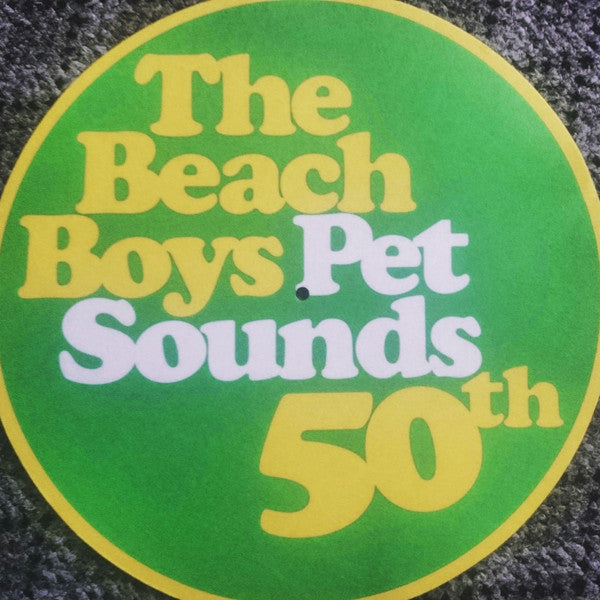 The
Beach
Boys Pet
Sounds
50th